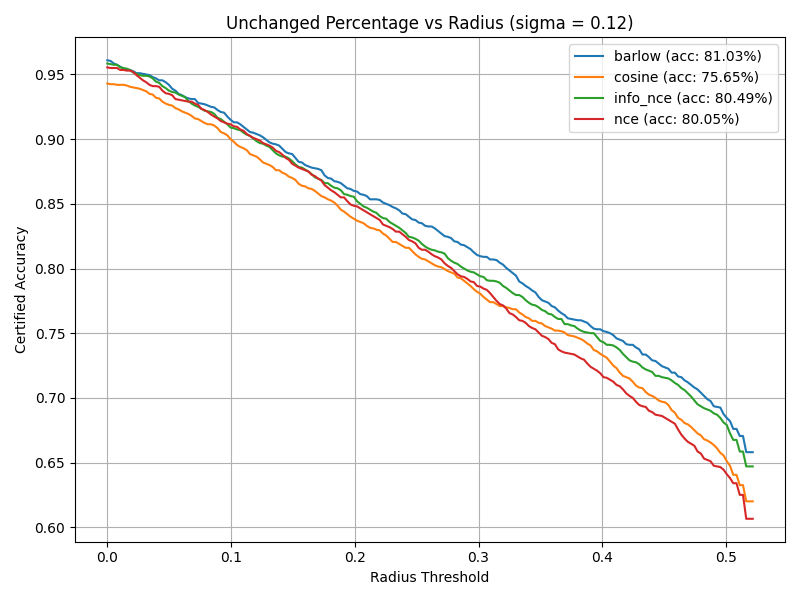 Unchanged Percentage vs Radius (sigma = 0.12)
barlow (acc: 81.03%)
cosine (acc: 75.65%)
info_nce (acc: 80.49%)
nce (acc: 80.05%)
Certified Accuracy
0.95
0.90
0.85
0.80
0.75
0.70
0.65
0.60
0.0 0.1 0.2 0.3 0.4 0.5
Radius Threshold